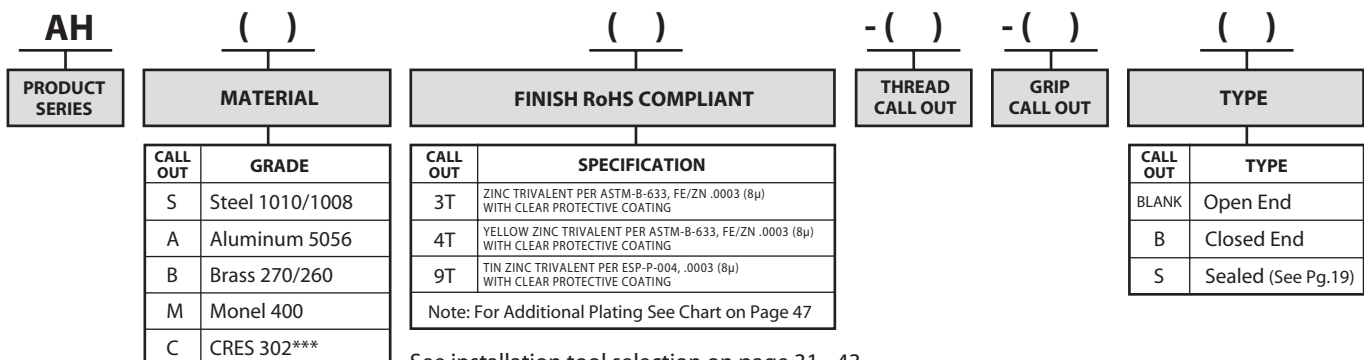 AH ( ) ( ) - ( ) - ( ) ( )
PRODUCT
SERIES
MATERIAL
FINISH RoHS COMPLIANT
THREAD
CALL OUT
GRIP
CALL OUT
TYPE
CALL
OUT
GRADE
S Steel 1010/1008
A Aluminum 5056
B Brass 270/260
M Monel 400
C CRES 302***
CALL
OUT
SPECIFICATION
3T ZINC TRIVALENT PER ASTM-B-633, FE/ZN .0003 (8µ)
WITH CLEAR PROTECTIVE COATING
4T YELLOW ZINC TRIVALENT PER ASTM-B-633, FE/ZN .0003 (8µ)
WITH CLEAR PROTECTIVE COATING
9T TIN ZINC TRIVALENT PER ESP-P-004, .0003 (8µ)
WITH CLEAR PROTECTIVE COATING
Note: For Additional Plating See Chart on Page 47
CALL
OUT
TYPE
BLANK Open End
B Closed End
S Sealed (See Pg.19)
See installation tool selection on page 31 - 43